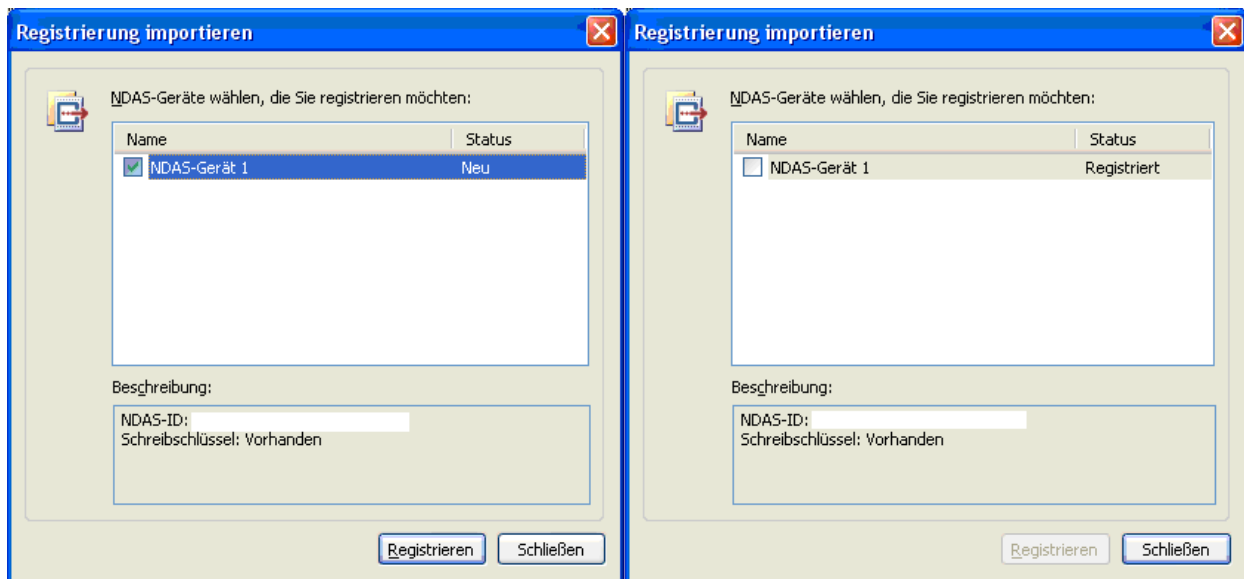 Registrierung importieren
NDAS-Geräte wählen, die Sie registrieren möchten:
Name Status
NDAS-Gerät 1 Neu
Beschreibung:
NDAS-ID:
Schreibschlüssel: Vorhanden
Registrieren Schließen
Registrierung importieren
NDAS-Geräte wählen, die Sie registrieren möchten:
Name Status
NDAS-Gerät 1 Registriert
Beschreibung:
NDAS-ID:
Schreibschlüssel: Vorhanden
Registrieren Schließen